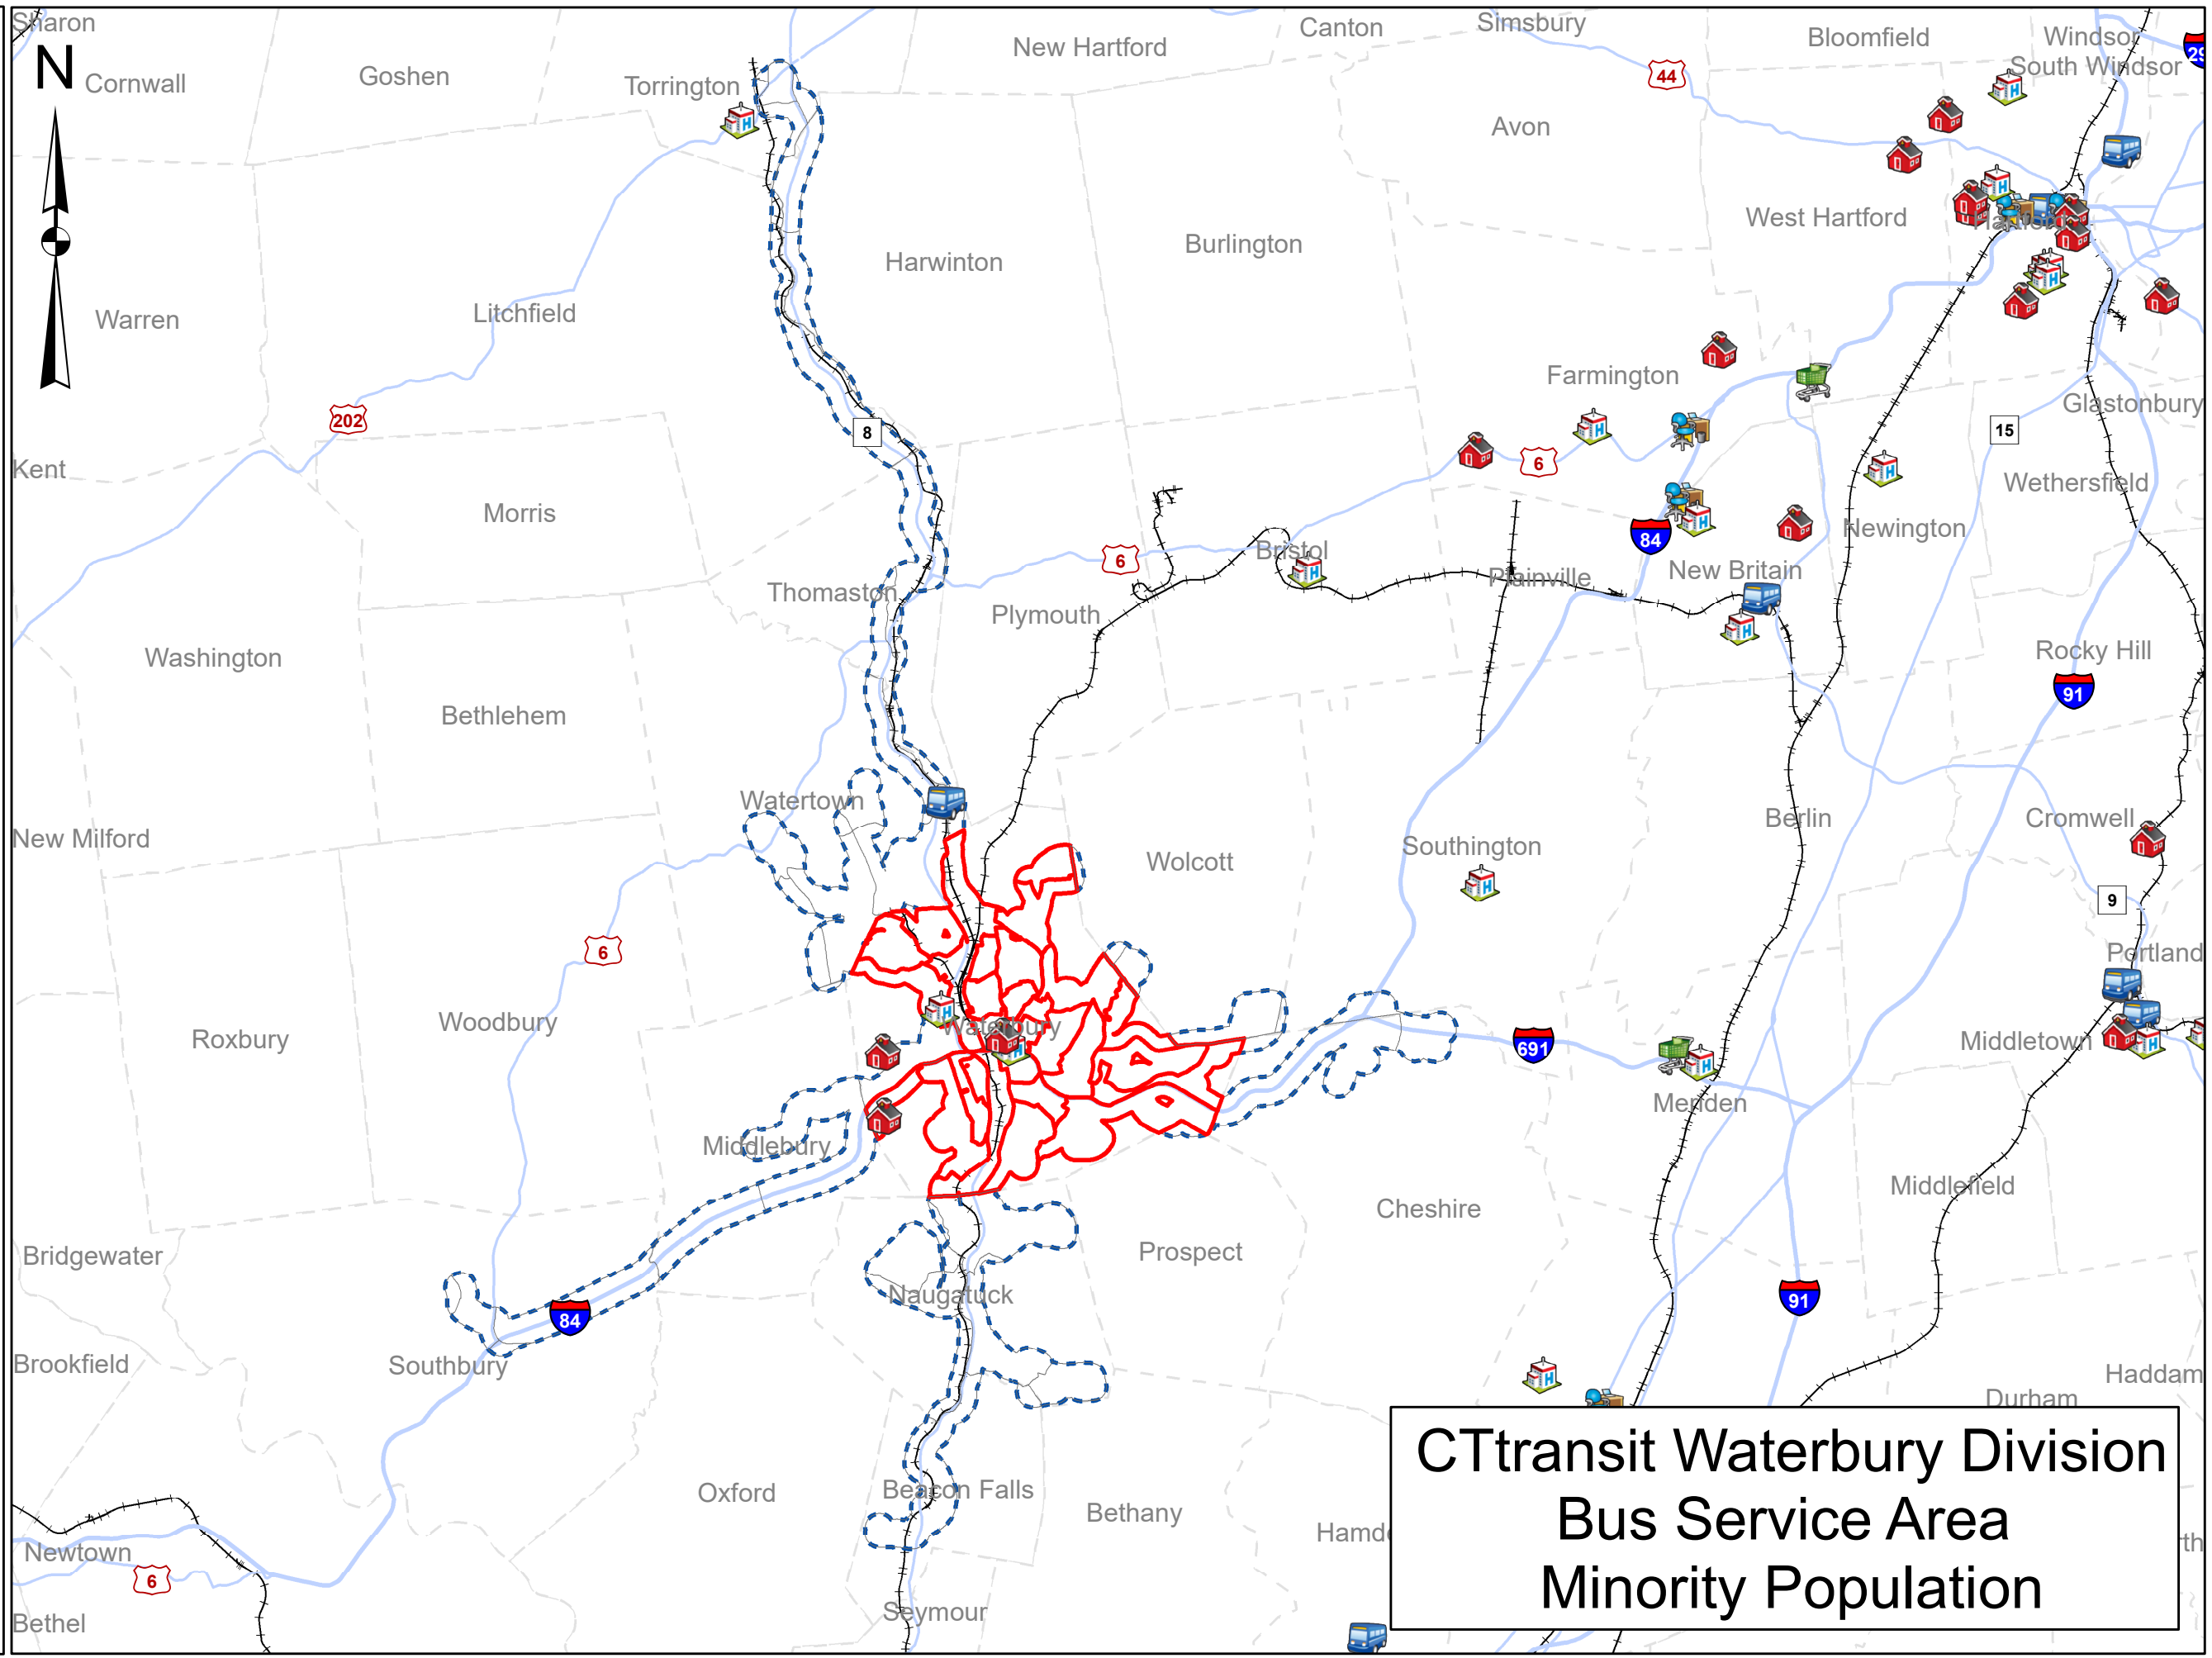 Sharon
N
Cornwall
Goshen
Torrington
New Hartford
Canton
Simsbury
Bloomfield
Windsor
South Windsor
44
Avon
West Hartford
Harwinton
Burlington
Warren
Litchfield
Farmington
Glastonbury
202
8
15
Kent
6
Wethersfield
Morris
84
Newington
6
Bristol
Plainville
New Britain
Thomaston
Plymouth
Washington
Rocky Hill
91
Bethlehem
Watertown
New Milford
Southington
Berlin
Cromwell
Wolcott
9
6
Portland
Roxbury
Woodbury
Waterbury
691
Middletown
Meriden
Middlebury
Middlefield
Cheshire
Bridgewater
Prospect
Naugatuck
91
84
Brookfield
Southbury
Haddam
Durham
Oxford
Beacon Falls
Bethany
Hamd
th
Newtown
6
Bethel
Seymour
CTtransit Waterbury Division
Bus Service Area
Minority Population